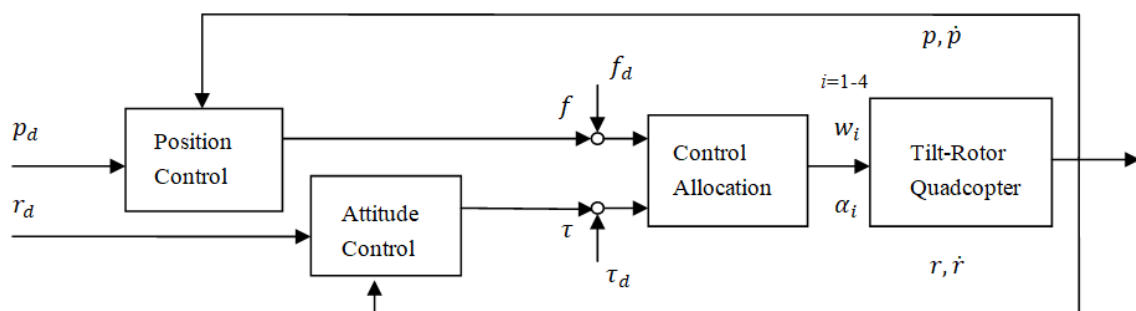 p, ṗ
f_d
i=1-4
f
p_d
Position
Control
w_i
Control
Allocation
Tilt-Rotor
Quadcopter
r_d
Attitude
Control
α_i
τ
τ_d
r, ṙ